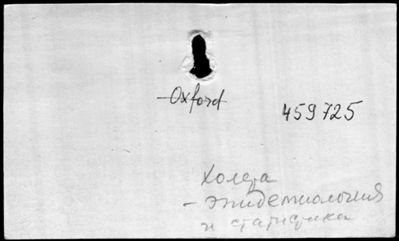 -Oxford
459725
Холера
- эпидемиология
и статистика